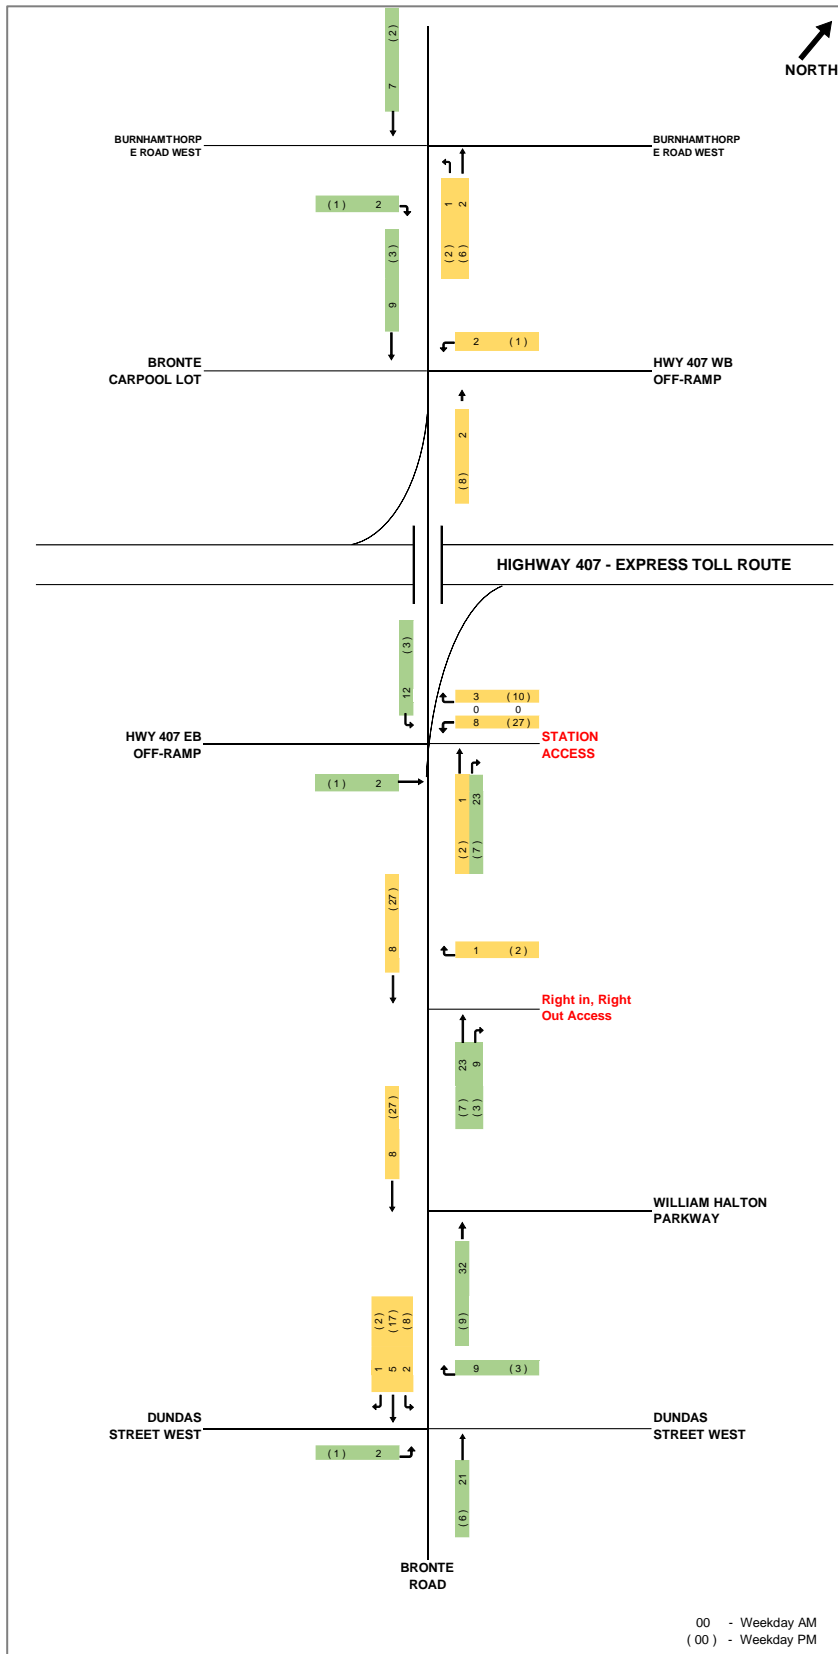 NORTH
(2)
7
BURNHAMTHORP
E ROAD WEST
BURNHAMTHORP
E ROAD WEST
(1) 2
1 2
(2) (6)
(3)
9
2 (1)
BRONTE
CARPOOL LOT
HWY 407 WB
OFF-RAMP
2
(8)
HIGHWAY 407 - EXPRESS TOLL ROUTE
(3)
12
3 (10)
0 0
8 (27)
HWY 407 EB
OFF-RAMP
STATION
ACCESS
(1) 2
1 23
(2) (7)
(27)
8
1 (2)
Right in, Right
Out Access
23 9
(7) (3)
(27)
8
WILLIAM HALTON
PARKWAY
32
(9)
(2) (17) (8)
1 5 2
9 (3)
DUNDAS
STREET WEST
DUNDAS
STREET WEST
(1) 2
21
(6)
BRONTE
ROAD
00 - Weekday AM
(00) - Weekday PM